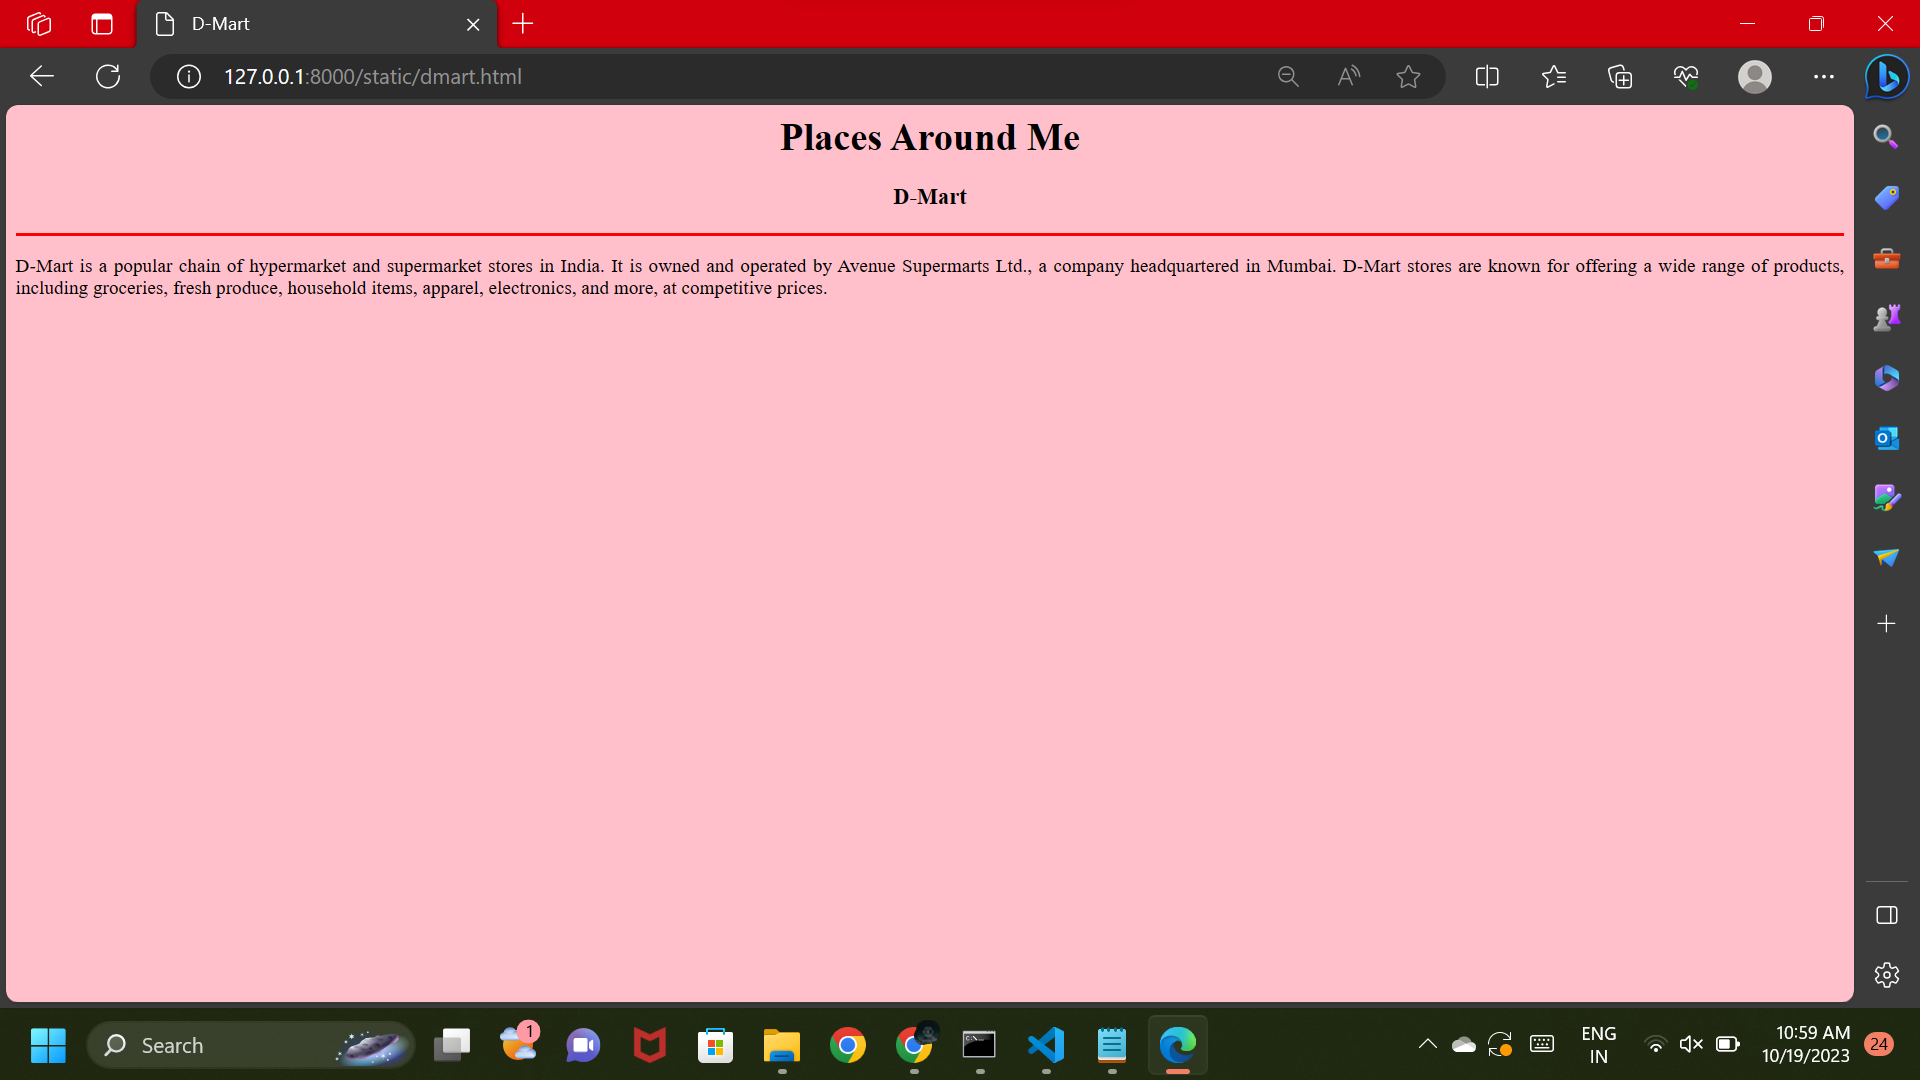 D-Mart
127.0.0.1:8000/static/dmart.html
Places Around Me
D-Mart
D-Mart is a popular chain of hypermarket and supermarket stores in India. It is owned and operated by Avenue Supermarts Ltd., a company headquartered in Mumbai. D-Mart stores are known for offering a wide range of products,
including groceries, fresh produce, household items, apparel, electronics, and more, at competitive prices.
Search
1
ENG
IN
10:59 AM
10/19/2023
24